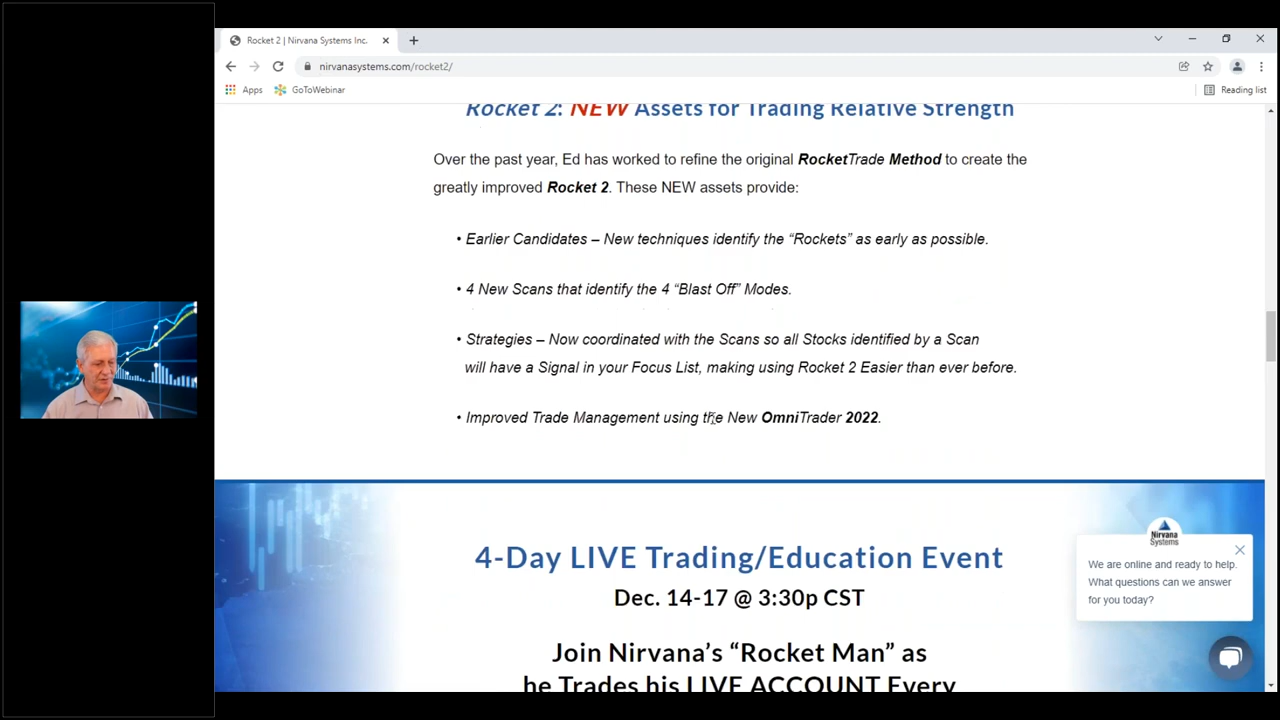 Rocket 2 | Nirvana Systems Inc.
nirvanasystems.com/rocket2/
Apps
GoToWebinar
Reading list
Rocket 2: NEW Assets for Trading Relative Strength
Over the past year, Ed has worked to refine the original RocketTrade Method to create the
greatly improved Rocket 2. These NEW assets provide:
• Earlier Candidates – New techniques identify the “Rockets” as early as possible.
• 4 New Scans that identify the 4 “Blast Off” Modes.
• Strategies – Now coordinated with the Scans so all Stocks identified by a Scan
will have a Signal in your Focus List, making using Rocket 2 Easier than ever before.
• Improved Trade Management using the New OmniTrader 2022.
4-Day LIVE Trading/Education Event
Dec. 14-17 @ 3:30p CST
Join Nirvana’s “Rocket Man” as
he Trades his LIVE ACCOUNT Every
Nirvana
Systems
We are online and ready to help.
What questions can we answer
for you today?